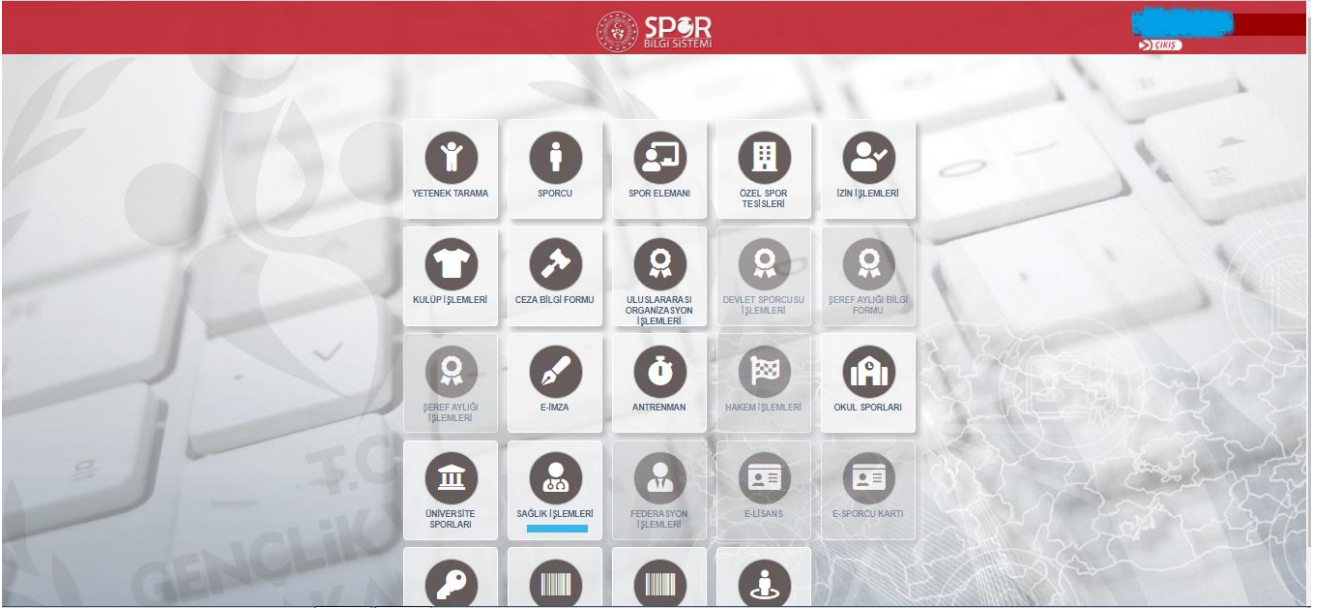 SPOR
BİLGİ SİSTEMİ
ÇIKIŞ
YETENEK TARAMA
SPORCU
SPOR ELEMANI
ÖZEL SPOR
TESİSLERİ
İZİN İŞLEMLERİ
KULÜP İŞLEMLERİ
CEZA BİLGİ FORMU
ULUSLARARASI
ORGANİZASYON
İŞLEMLERİ
DEVLET SPORCUSU
İŞLEMLERİ
ŞEREF AYLIĞI BİLGİ
FORMU
ŞEREF AYLIĞI
İŞLEMLERİ
E-İMZA
ANTRENMAN
HAKEM İŞLEMLERİ
OKUL SPORLARI
ÜNİVERSİTE
SPORLARI
SAĞLIK İŞLEMLERİ
FEDERASYON
İŞLEMLERİ
E-LİSANS
E-SPORCU KARTI
T.C
GENÇLİK